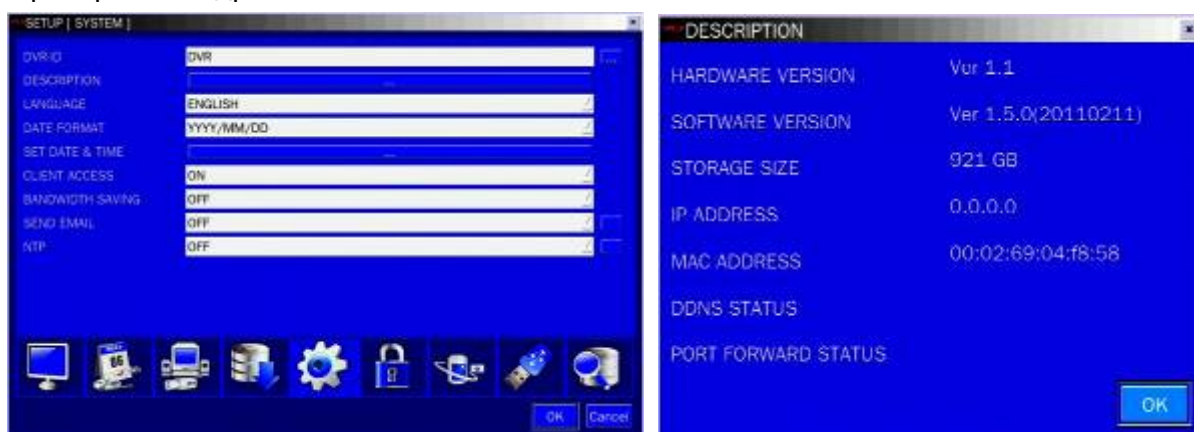 SETUP [ SYSTEM ]
DVR ID DVR ...
DESCRIPTION ...
LANGUAGE ENGLISH
DATE FORMAT YYYY/MM/DD
SET DATE & TIME ...
CLIENT ACCESS ON
BANDWIDTH SAVING OFF
SEND EMAIL OFF
NTP OFF
OK Cancel
DESCRIPTION
HARDWARE VERSION Ver 1.1
SOFTWARE VERSION Ver 1.5.0(20110211)
STORAGE SIZE 921 GB
IP ADDRESS 0.0.0.0
MAC ADDRESS 00:02:69:04:f8:58
DDNS STATUS
PORT FORWARD STATUS
OK